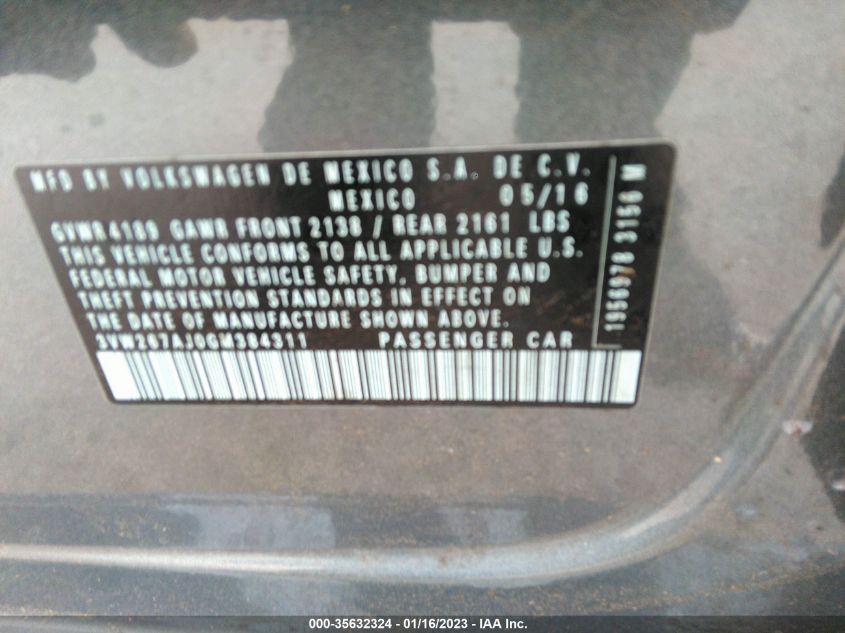 MFD BY VOLKSWAGEN DE MEXICO S.A. DE C.V.
MEXICO 05/16
GVWR 4189 GAWR FRONT 2138 / REAR 2161 LBS
THIS VEHICLE CONFORMS TO ALL APPLICABLE U.S.
FEDERAL MOTOR VEHICLE SAFETY, BUMPER AND
THEFT PREVENTION STANDARDS IN EFFECT ON
THE DATE OF MANUFACTURE SHOWN ABOVE.
3VW267AJ0GM384311 PASSENGER CAR
3156 M
000-35632324 - 01/16/2023 - IAA Inc.